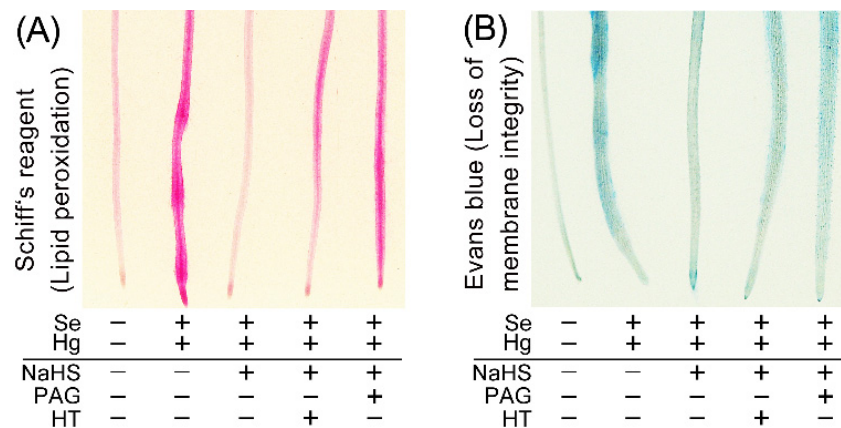 (A)
Schiff's reagent
(Lipid peroxidation)
Se − + + + +
Hg − + + + +
NaHS − − + + +
PAG − − − − +
HT − − − + −
(B)
Evans blue (Loss of
membrane integrity)
Se − + + + +
Hg − + + + +
NaHS − − + + +
PAG − − − − +
HT − − − + −